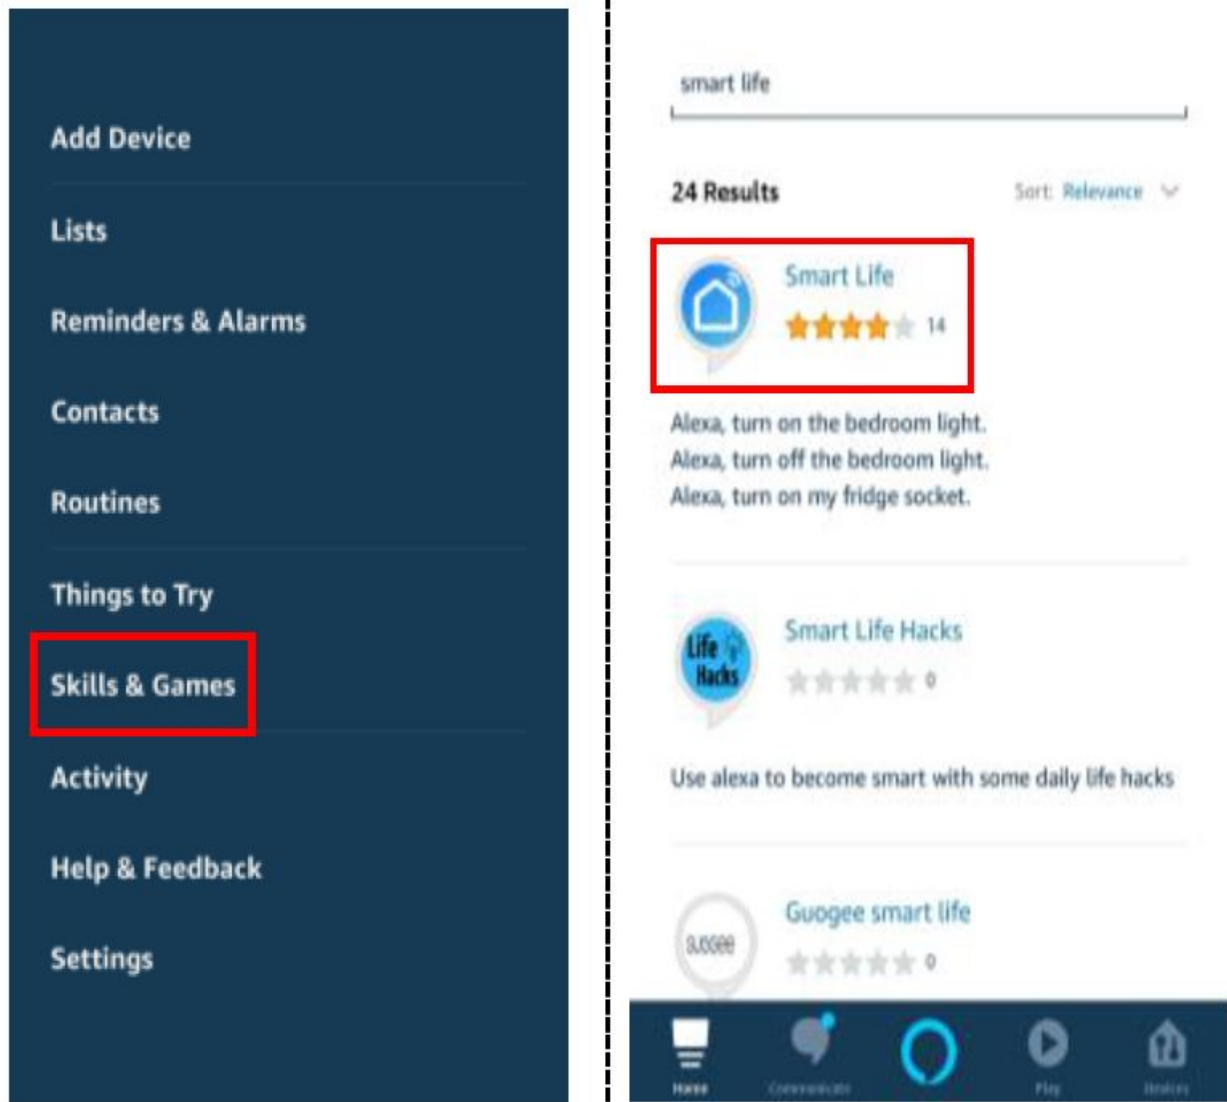 Add Device
Lists
Reminders & Alarms
Contacts
Routines
Things to Try
Skills & Games
Activity
Help & Feedback
Settings
smart life
24 Results
Sort: Relevance
Smart Life
14
Alexa, turn on the bedroom light.
Alexa, turn off the bedroom light.
Alexa, turn on my fridge socket.
Life
Hacks
Smart Life Hacks
0
Use alexa to become smart with some daily life hacks
Guogee smart life
0
Home
Communicate
Play
Devices